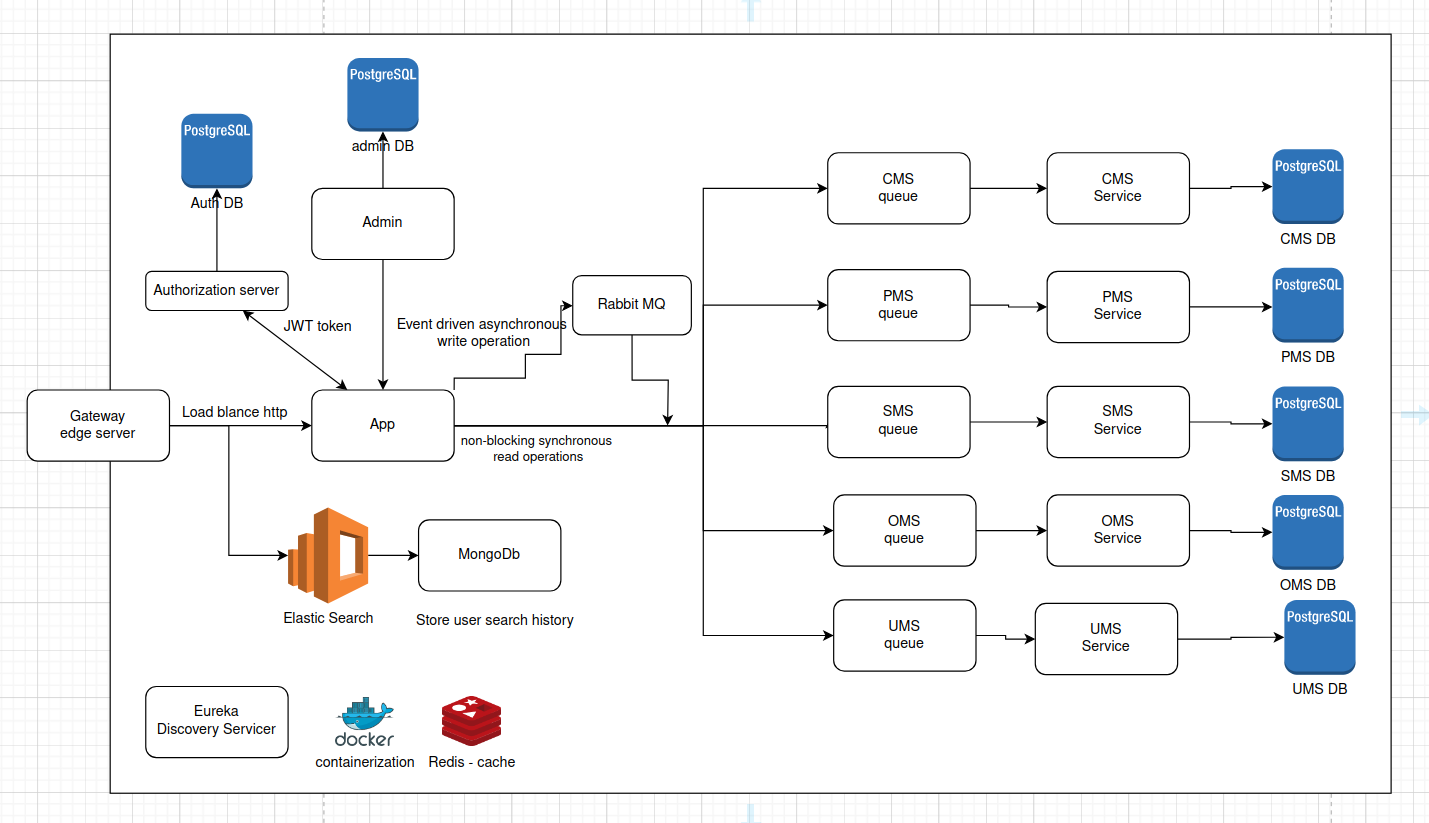 PostgreSQL
admin DB
PostgreSQL
Auth DB
Admin
Authorization server
JWT token
Event driven asynchronous
write operation
Rabbit MQ
Gateway
edge server
Load blance http
App
non-blocking synchronous
read operations
Elastic Search
MongoDb
Store user search history
Eureka
Discovery Servicer
docker
containerization
Redis - cache
CMS
queue
CMS
Service
PostgreSQL
CMS DB
PMS
queue
PMS
Service
PostgreSQL
PMS DB
SMS
queue
SMS
Service
PostgreSQL
SMS DB
OMS
queue
OMS
Service
PostgreSQL
OMS DB
UMS
queue
UMS
Service
PostgreSQL
UMS DB